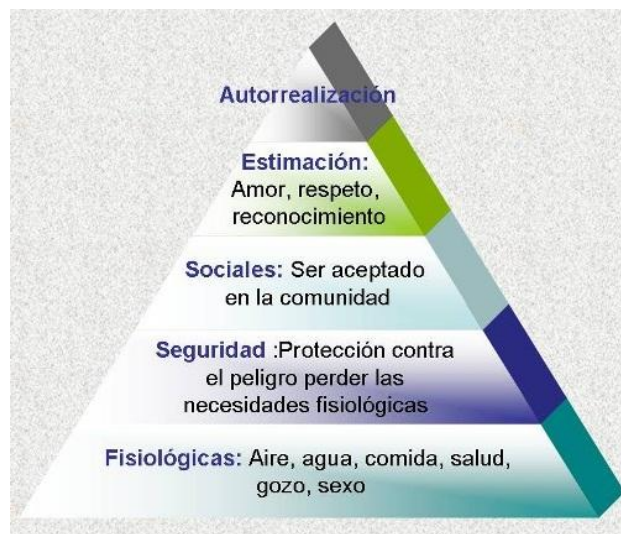 Autorrealización
Estimación:
Amor, respeto,
reconocimiento
Sociales: Ser aceptado
en la comunidad
Seguridad :Protección contra
el peligro perder las
necesidades fisiológicas
Fisiológicas: Aire, agua, comida, salud,
gozo, sexo